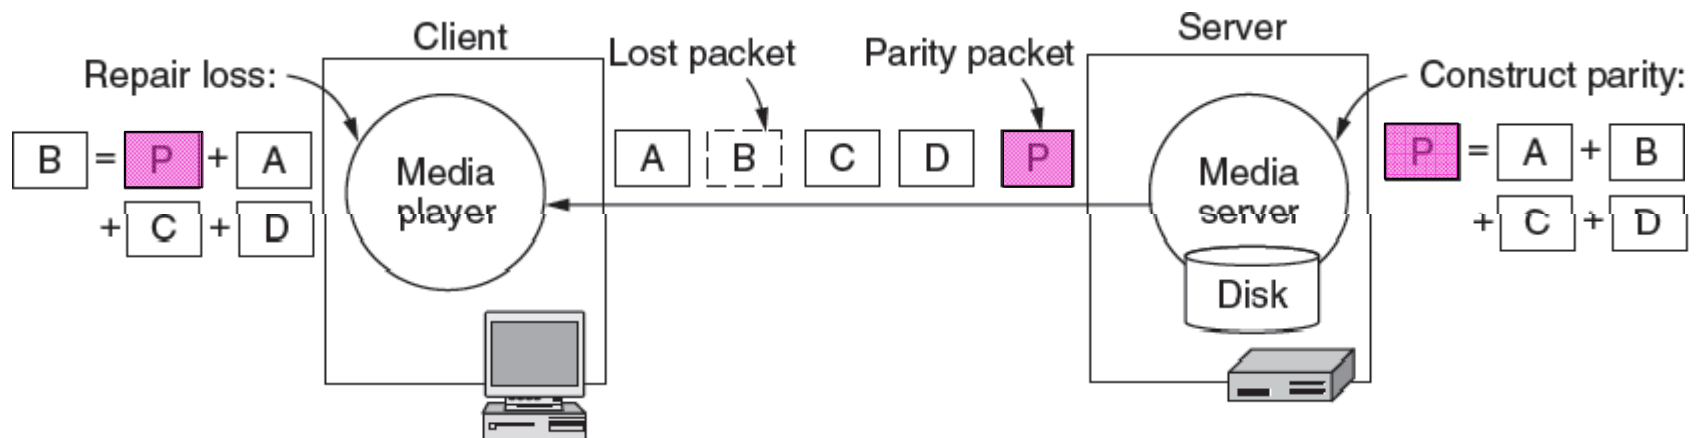 Client
Lost packet
Parity packet
Server
Repair loss:
Construct parity:
B = P + A
+ C + D
Media
player
A B C D P
Media
server
Disk
P = A + B
+ C + D